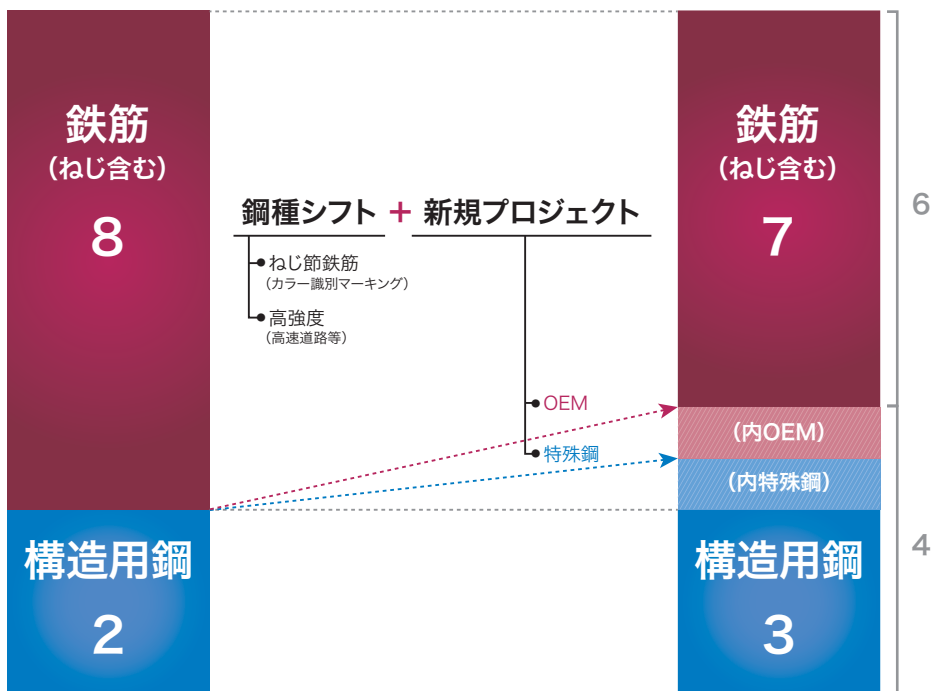 鉄筋
（ねじ含む）
8
構造用鋼
2
鋼種シフト + 新規プロジェクト
ねじ節鉄筋
（カラー識別マーキング）
高強度
（高速道路等）
OEM
特殊鋼
鉄筋
（ねじ含む）
7
（内OEM）
（内特殊鋼）
構造用鋼
3
6
4